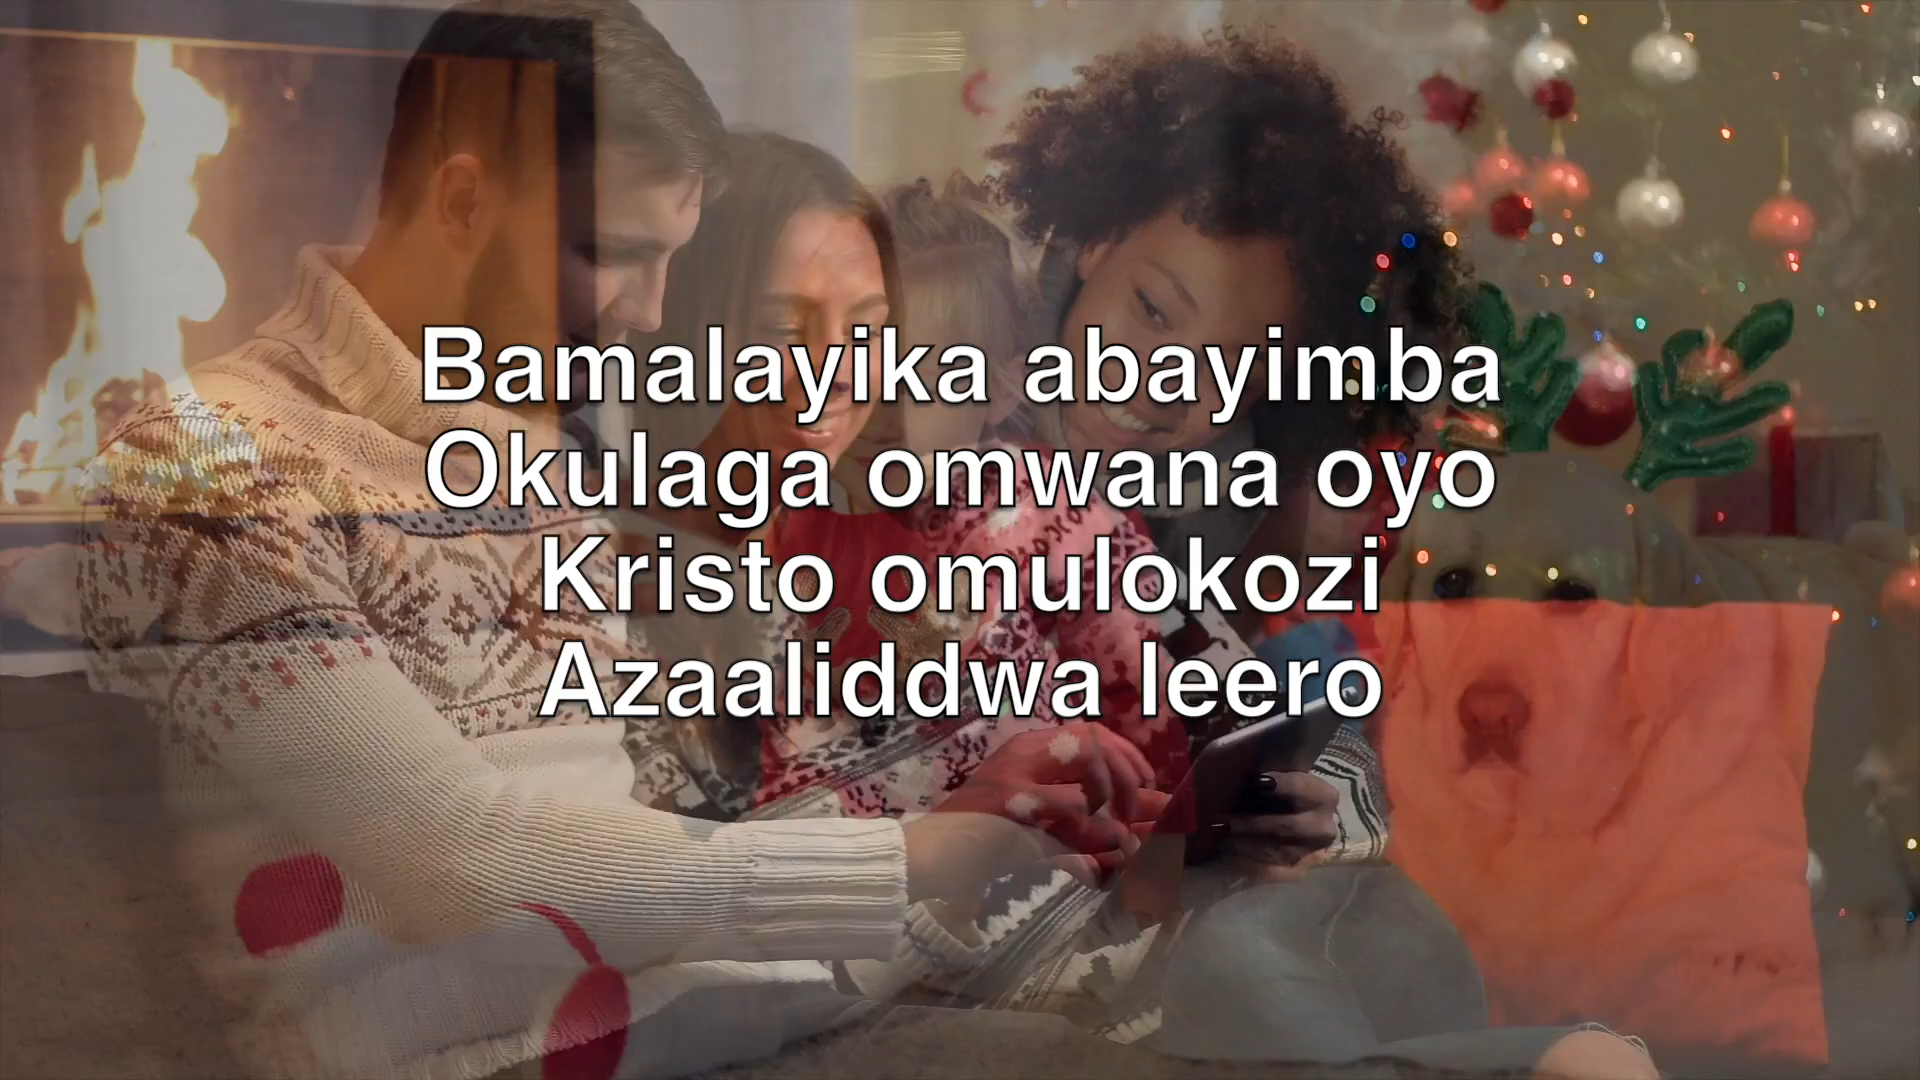 Bamalayika abayimba
Okulaga omwana oyo
Kristo omulokozi
Azaaliddwa leero